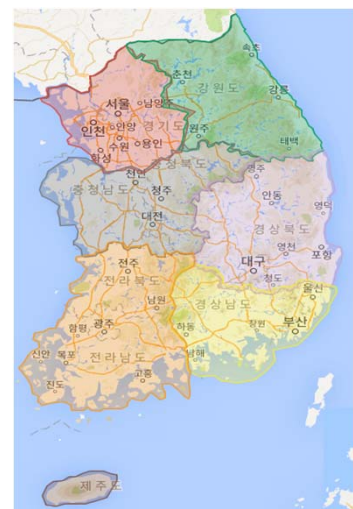 속초
춘천
강원도
강릉
서울
남양주
인천
안양
경기도
원주
수원
용인
태백
화성
충청북도
천안
영주
충청남도
청주
안동
영덕
대전
경상북도
영천
포항
대구
전주
청도
전라북도
울산
남원
경상남도
함평
광주
하동
창원
부산
신안
목포
전라남도
남해
고흥
진도
제주도